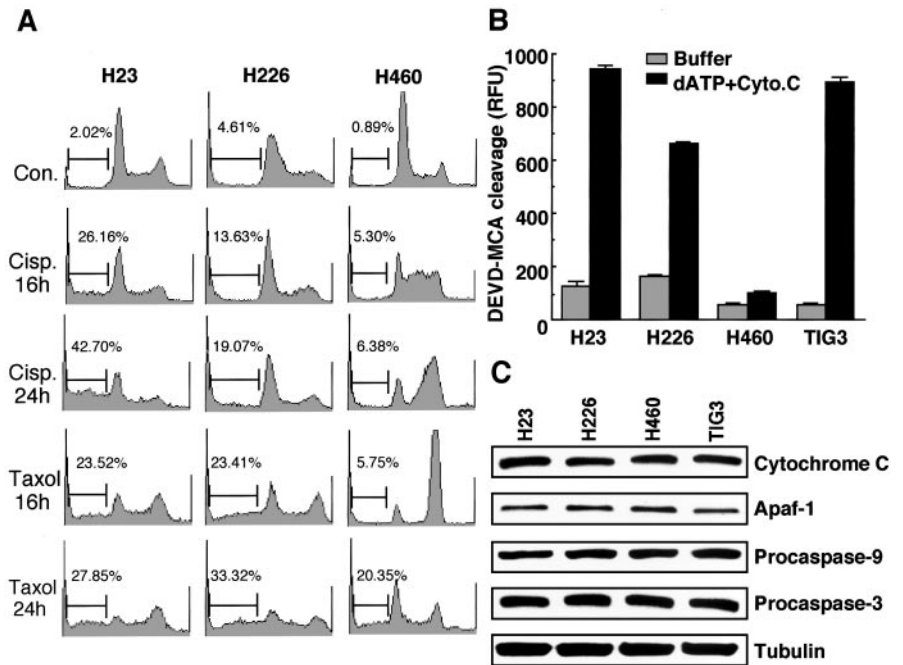 A
H23 H226 H460
Con. 2.02% 4.61% 0.89%
Cisp. 16h 26.16% 13.63% 5.30%
Cisp. 24h 42.70% 19.07% 6.38%
Taxol 16h 23.52% 23.41% 5.75%
Taxol 24h 27.85% 33.32% 20.35%
B
DEVD-MCA cleavage (RFU)
1000
800
600
400
200
0
Buffer
dATP+Cyto.C
H23 H226 H460 TIG3
C
H23 H226 H460 TIG3
Cytochrome C
Apaf-1
Procaspase-9
Procaspase-3
Tubulin